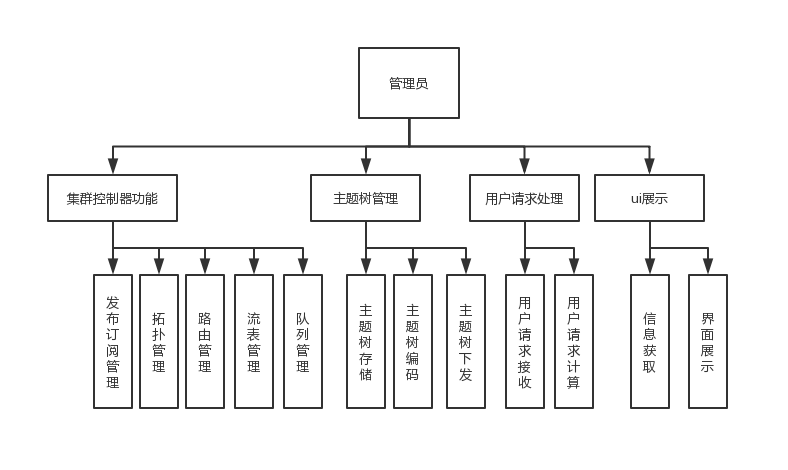 管理员
集群控制器功能
主题树管理
用户请求处理
ui展示
发布订阅管理
拓扑管理
路由管理
流表管理
队列管理
主题树存储
主题树编码
主题树下发
用户请求接收
用户请求计算
信息获取
界面展示